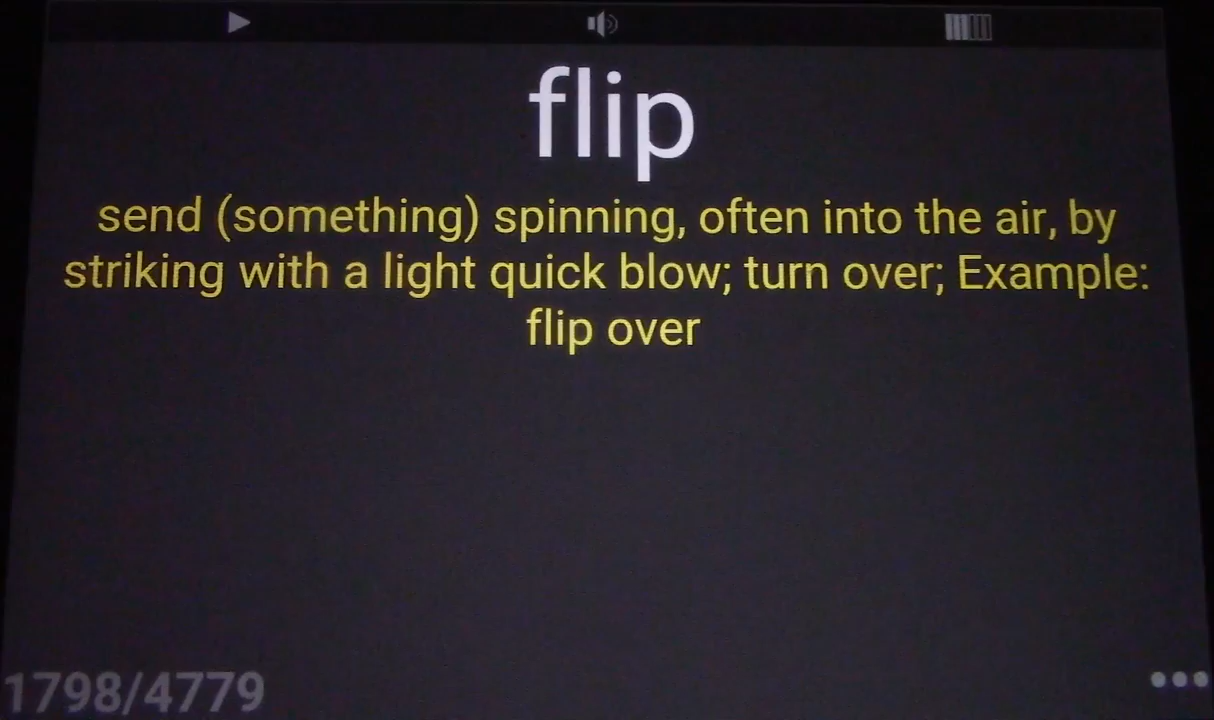 flip
send (something) spinning, often into the air, by
striking with a light quick blow; turn over; Example:
flip over
1798/4779